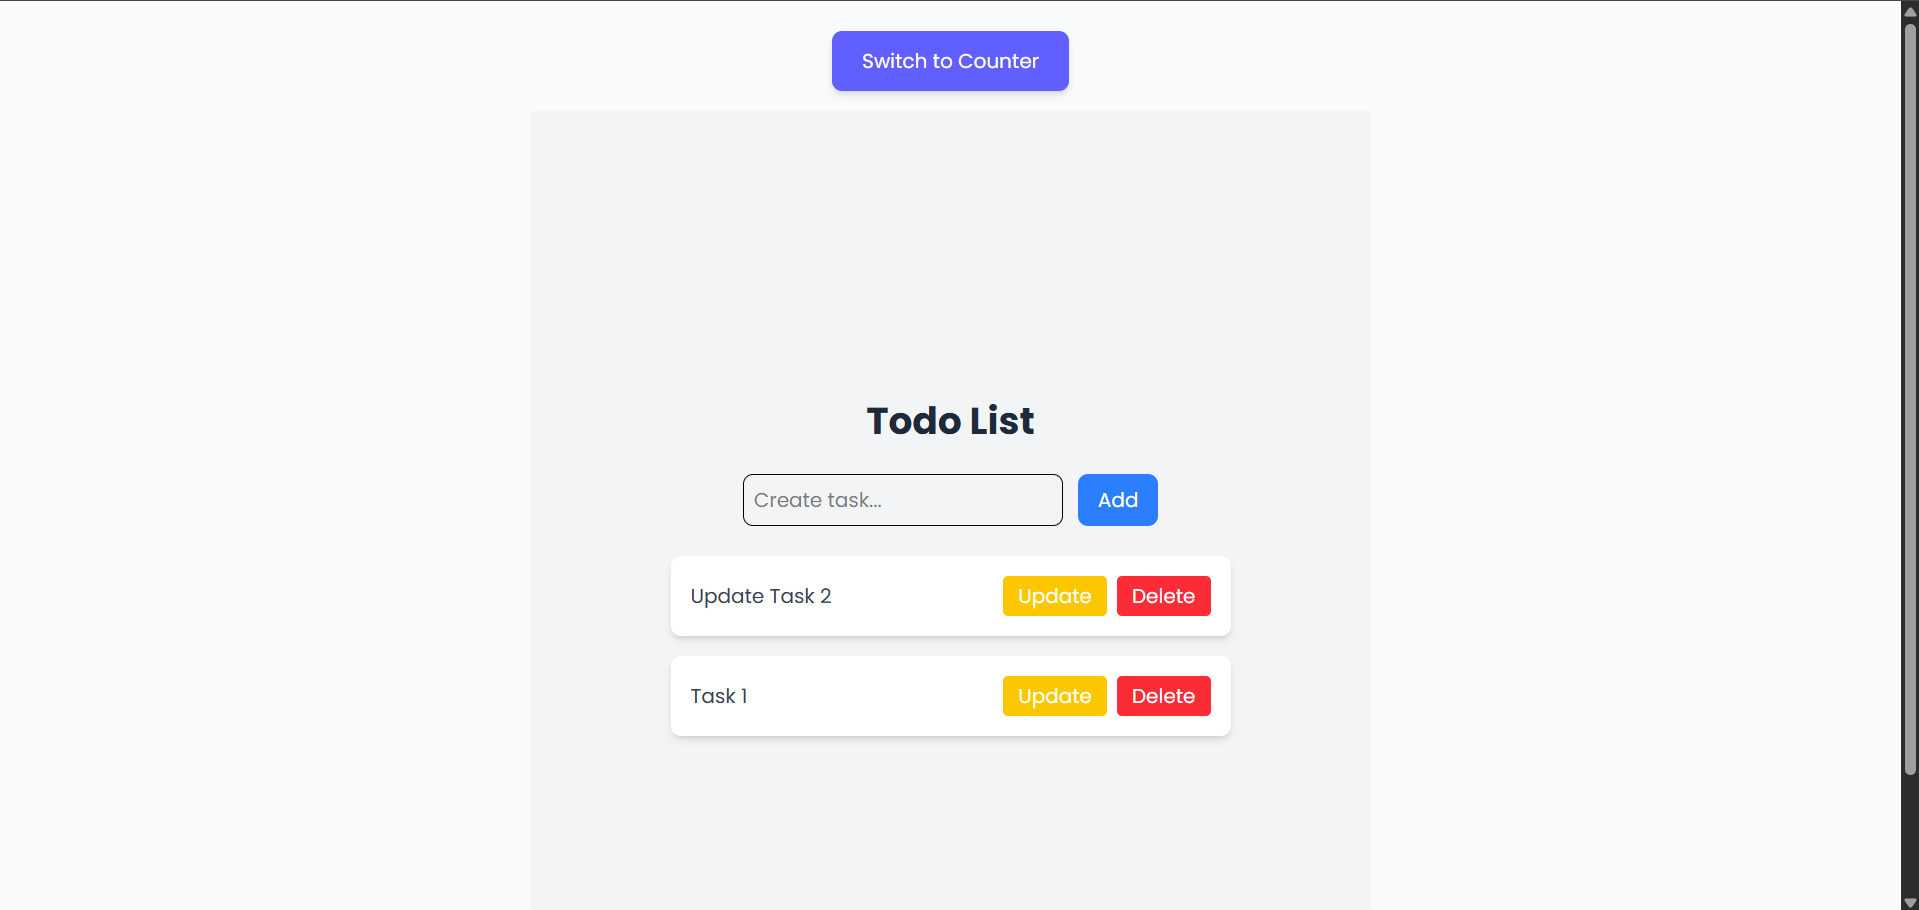 Switch to Counter
Todo List
Create task...
Add
Update Task 2
Update
Delete
Task 1
Update
Delete